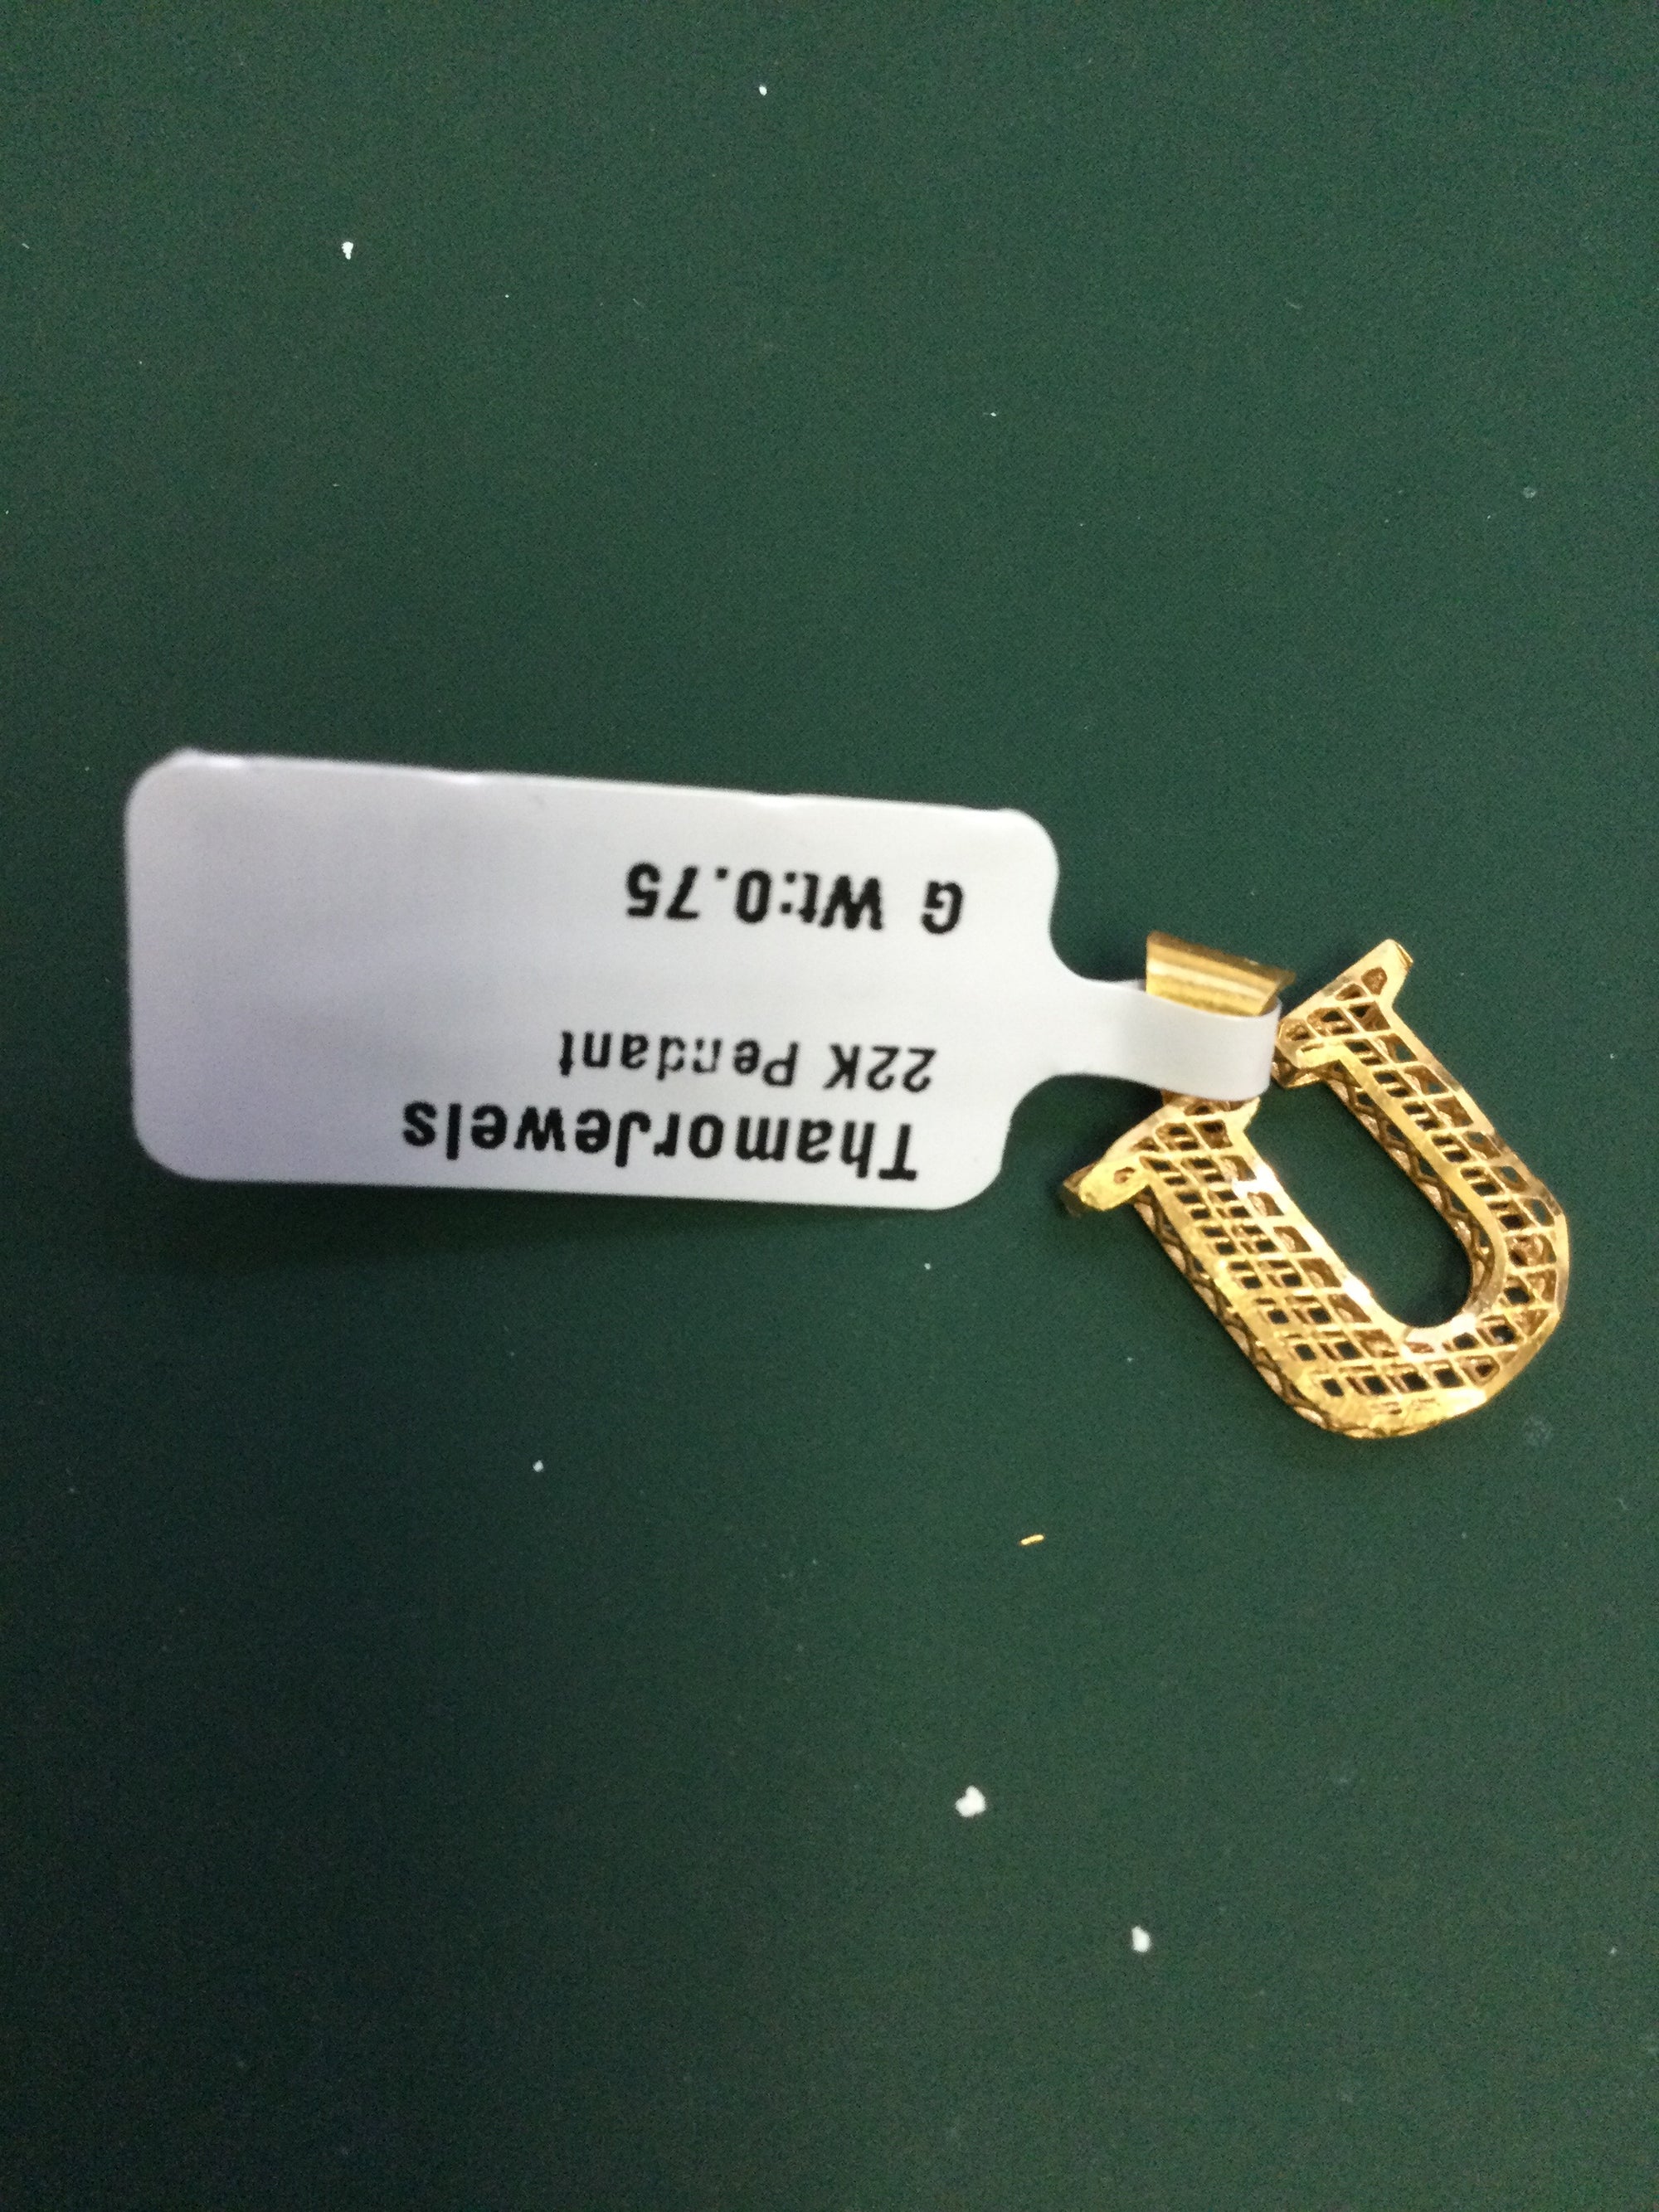 ThamorJewels
22K Pendant
G Wt:0.75